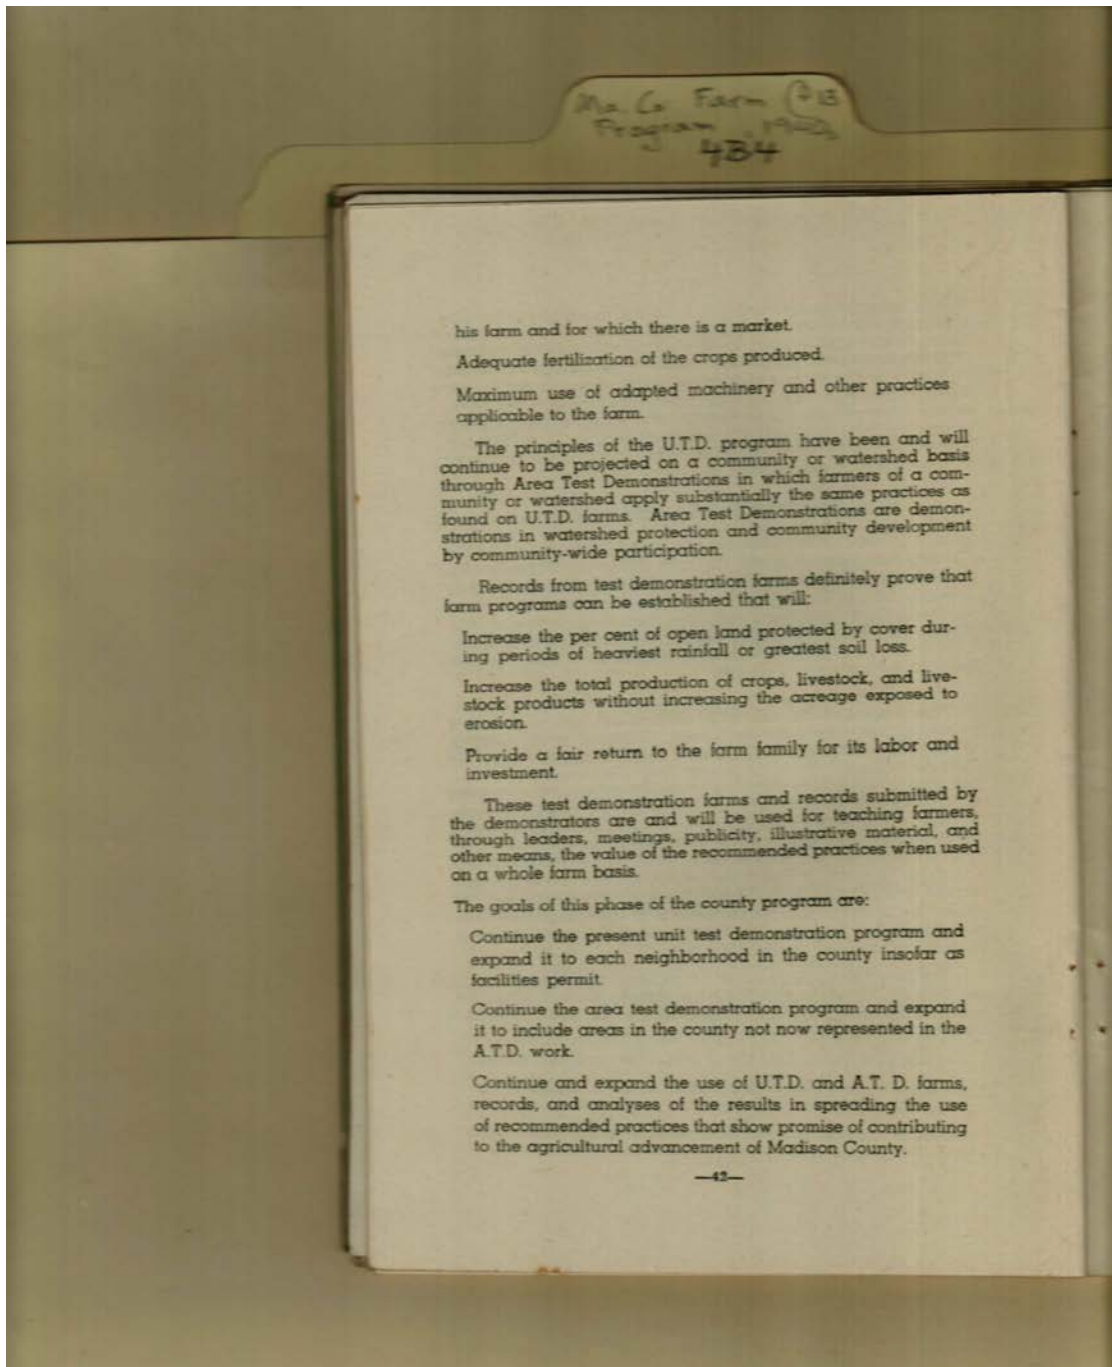 Ma. Co Farm
Program
4B4
his farm and for which there is a market.
Adequate fertilization of the crops produced.
Maximum use of adapted machinery and other practices
applicable to the farm.
The principles of the U.T.D. program have been and will
continue to be projected on a community or watershed basis
through Area Test Demonstrations in which farmers of a com-
munity or watershed apply substantially the same practices as
found on U.T.D. farms. Area Test Demonstrations are demon-
strations in watershed protection and community development
by community-wide participation.
Records from test demonstration farms definitely prove that
farm programs can be established that will:
Increase the per cent of open land protected by cover dur-
ing periods of heaviest rainfall or greatest soil loss.
Increase the total production of crops, livestock, and live-
stock products without increasing the acreage exposed to
erosion.
Provide a fair return to the farm family for its labor and
investment.
These test demonstration farms and records submitted by
the demonstrators are and will be used for teaching farmers,
through leaders, meetings, publicity, illustrative material, and
other means, the value of the recommended practices when used
on a whole farm basis.
The goals of this phase of the county program are:
Continue the present unit test demonstration program and
expand it to each neighborhood in the county insofar as
facilities permit.
Continue the area test demonstration program and expand
it to include areas in the county not now represented in the
A.T.D. work.
Continue and expand the use of U.T.D. and A.T. D. farms,
records, and analyses of the results in spreading the use
of recommended practices that show promise of contributing
to the agricultural advancement of Madison County.
—42—